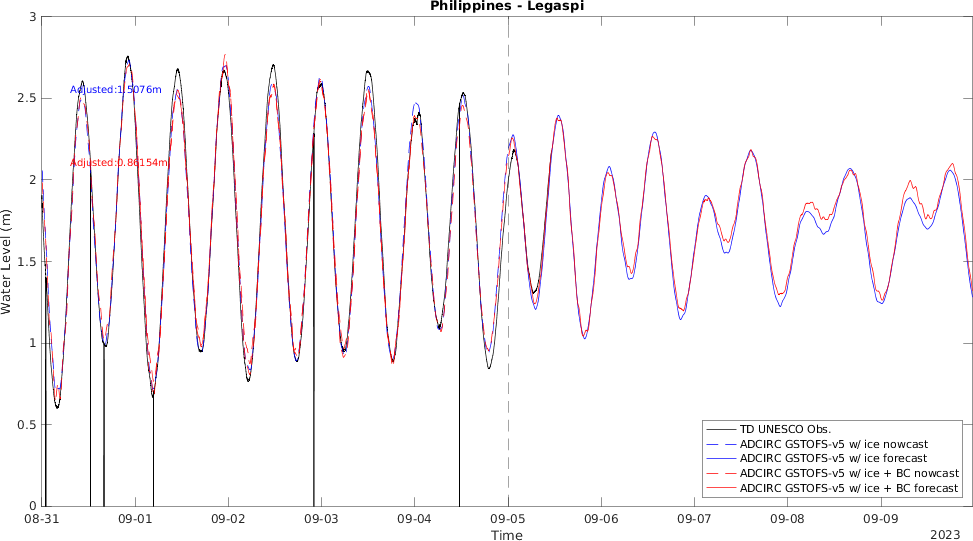 Philippines - Legaspi
3
2.5
2
1.5
1
0.5
0
Water Level (m)
Adjusted:1.5076m
Adjusted:0.86154m
TD UNESCO Obs.
ADCIRC GSTOFS-v5 w/ ice nowcast
ADCIRC GSTOFS-v5 w/ ice forecast
ADCIRC GSTOFS-v5 w/ ice + BC nowcast
ADCIRC GSTOFS-v5 w/ ice + BC forecast
08-31 09-01 09-02 09-03 09-04 09-05 09-06 09-07 09-08 09-09
Time
2023